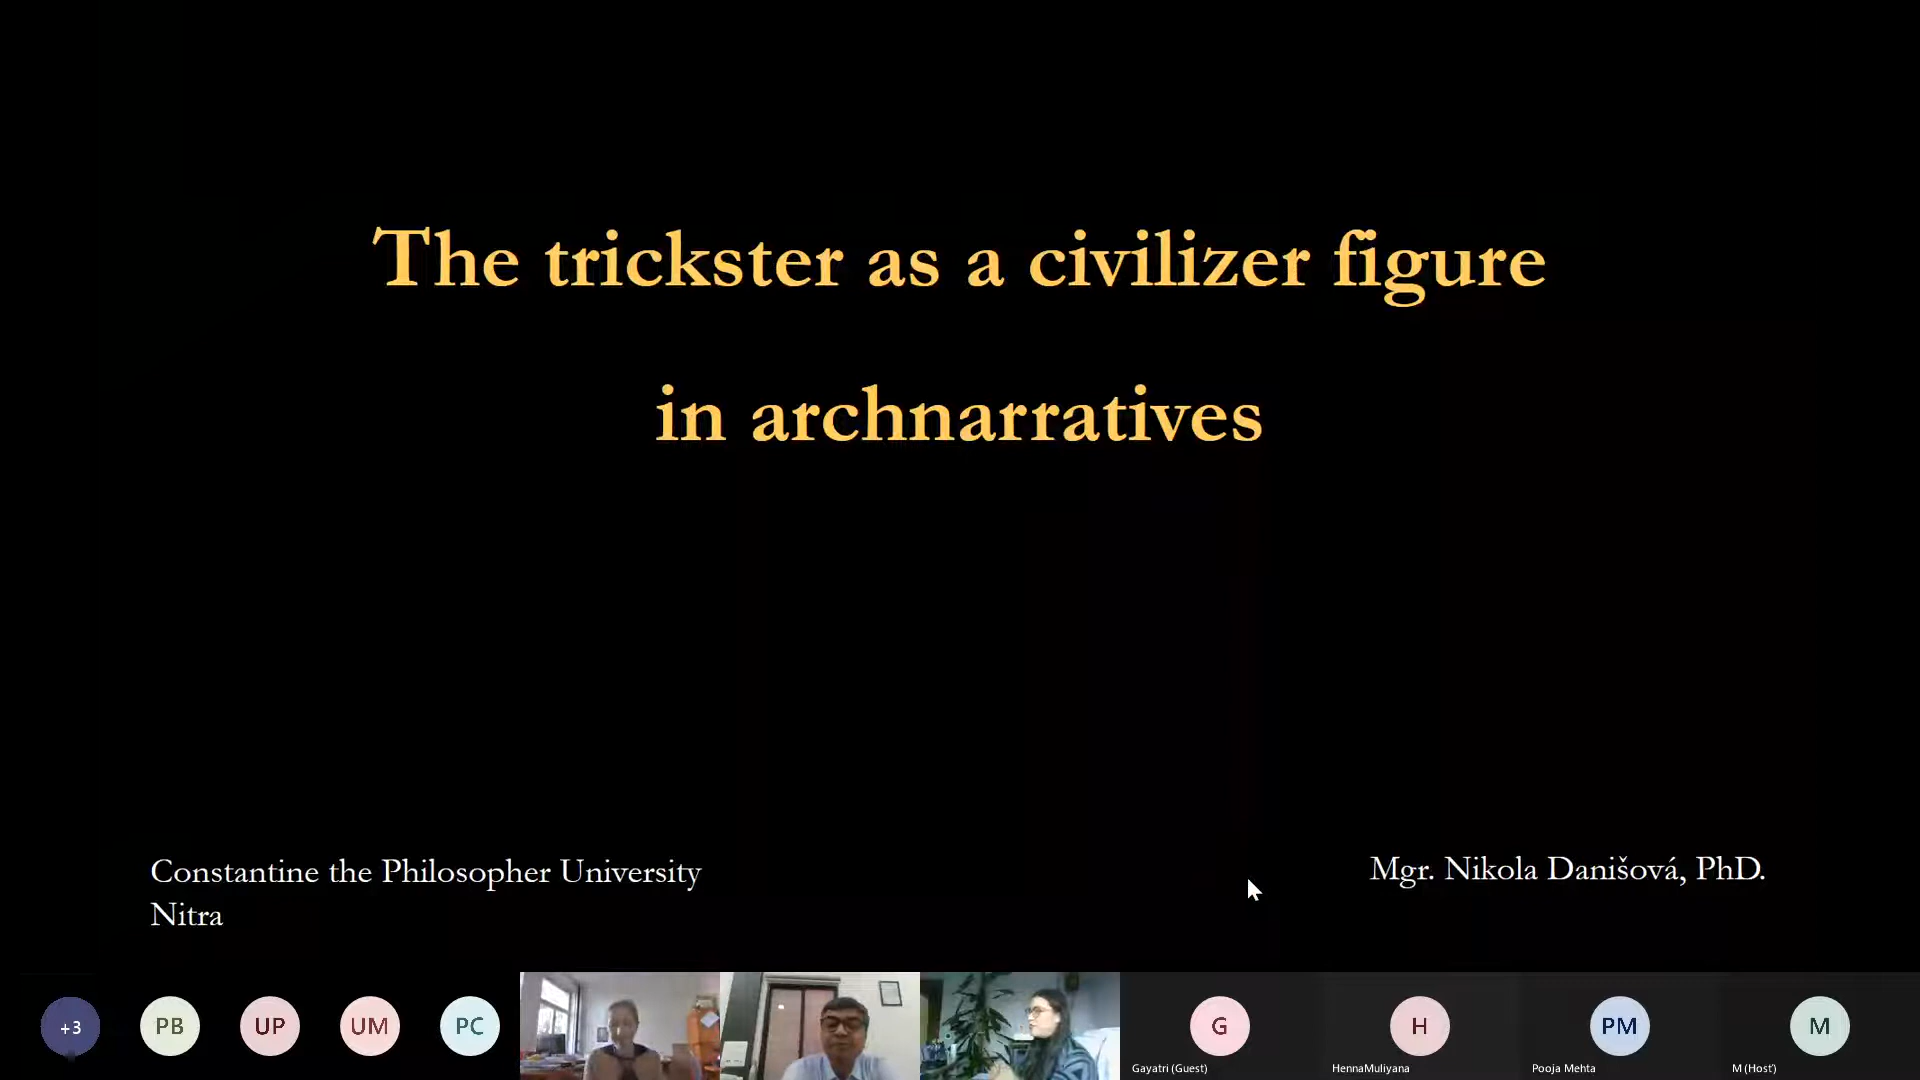 The trickster as a civilizer figure
in archnarratives
Constantine the Philosopher University
Nitra
Mgr. Nikola Danišová, PhD.
+3
PB
UP
UM
PC
G
H
PM
M
Gayatri (Guest)
HennaMuliyana
Pooja Mehta
M (Hosť)